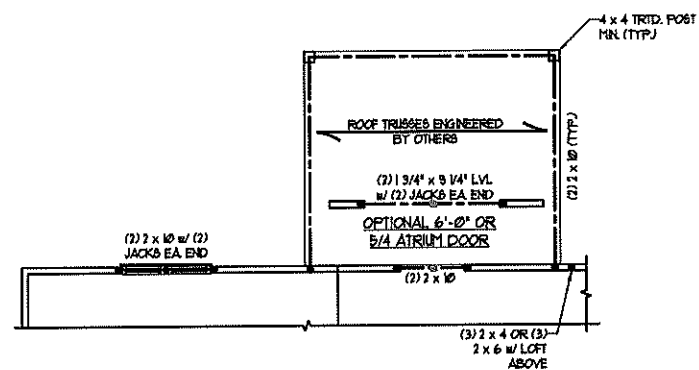 4 x 4 TRTD. POST
MIN. (TYP.)
ROOF TRUSSES ENGINEERED
BY OTHERS
(2) 2 x 10 (TYP.)
(2) 1 3/4" x 9 1/4" LVL
w/ (2) JACKS EA. END
OPTIONAL 6'-0" OR
5/4 ATRIUM DOOR
(2) 2 x 10 w/ (2)
JACKS EA. END
(2) 2 x 10
(3) 2 x 4 OR (3)
2 x 6 w/ LOFT
ABOVE